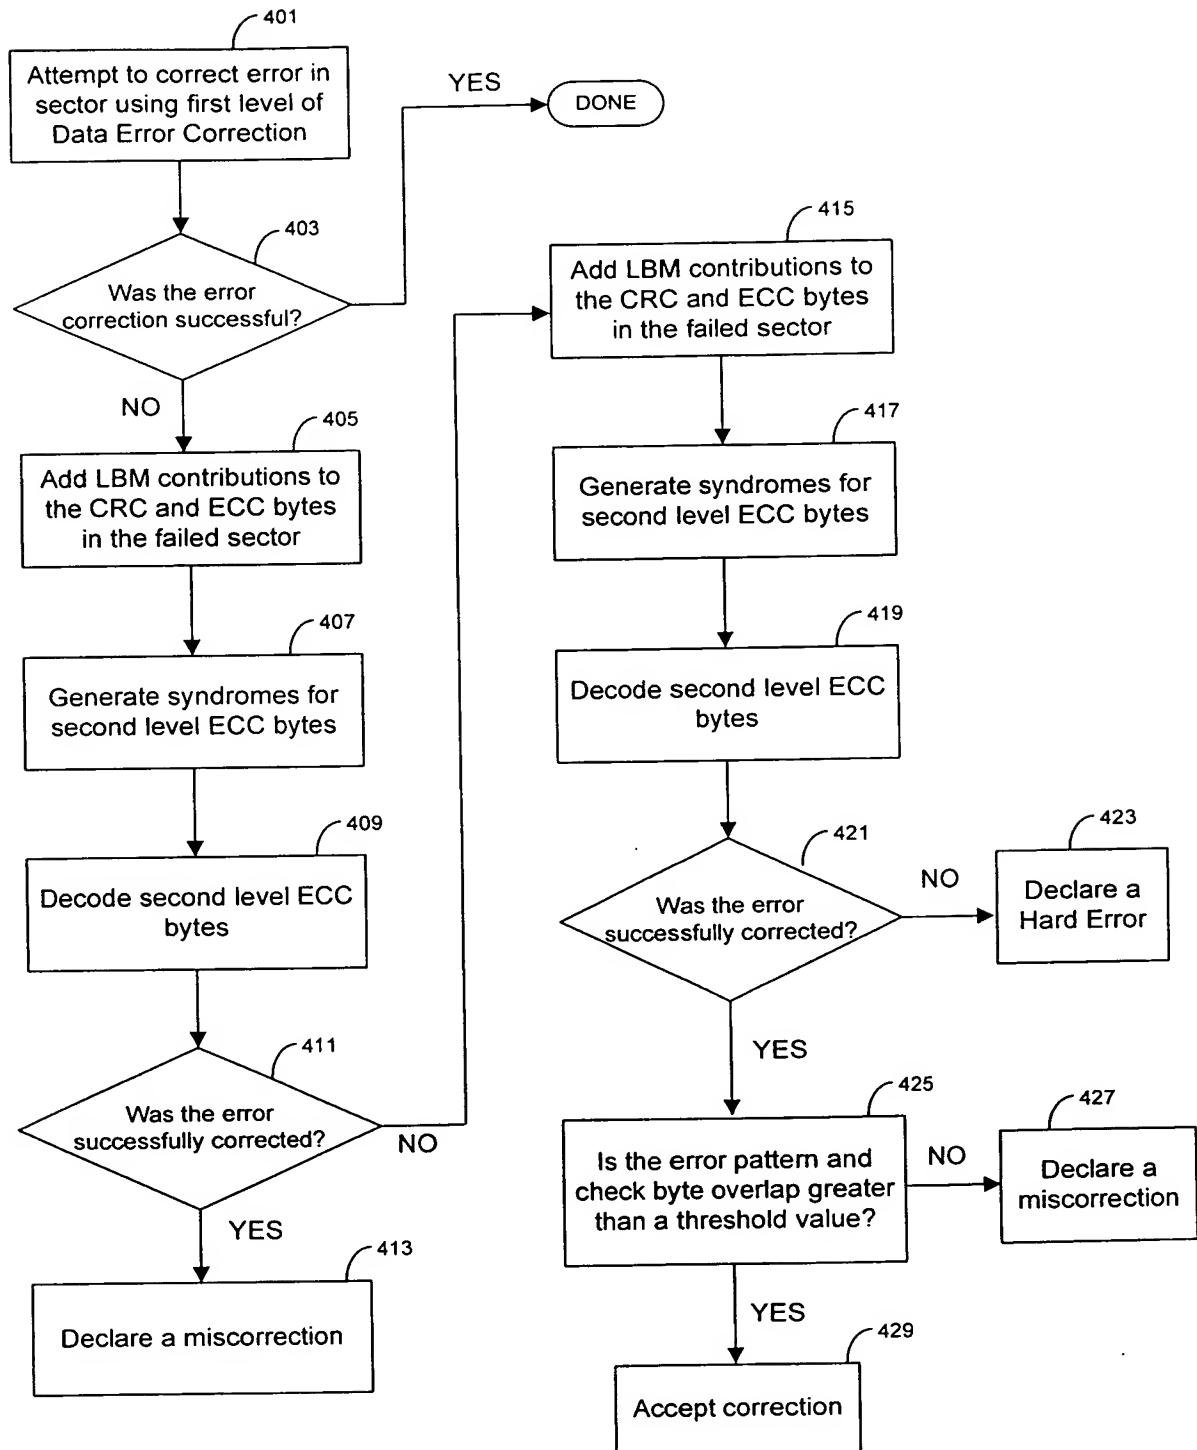 401
Attempt to correct error in
sector using first level of
Data Error Correction
YES
DONE
403
Was the error
correction successful?
NO
405
Add LBM contributions to
the CRC and ECC bytes
in the failed sector
407
Generate syndromes for
second level ECC bytes
409
Decode second level ECC
bytes
411
Was the error
successfully corrected?
NO
YES
413
Declare a miscorrection
415
Add LBM contributions to
the CRC and ECC bytes
in the failed sector
417
Generate syndromes for
second level ECC bytes
419
Decode second level ECC
bytes
421
Was the error
successfully corrected?
NO
423
Declare a
Hard Error
YES
425
Is the error pattern and
check byte overlap greater
than a threshold value?
NO
427
Declare a
miscorrection
YES
429
Accept correction